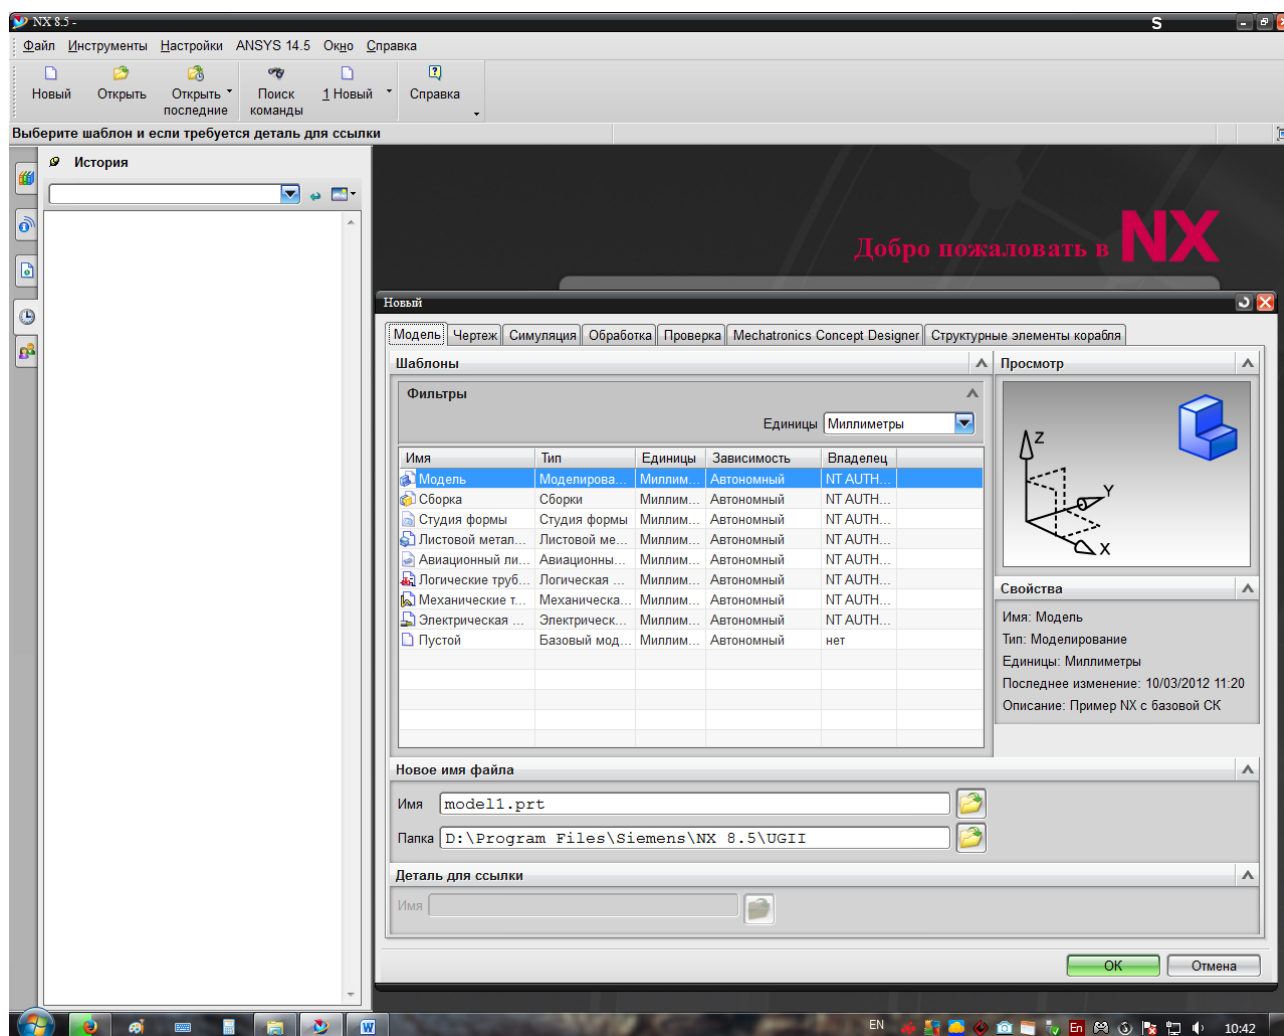 NX 8.5 -
S
Файл Инструменты Настройки ANSYS 14.5 Окно Справка
Новый Открыть Открыть последние Поиск команды 1 Новый Справка
Выберите шаблон и если требуется деталь для ссылки
История
Добро пожаловать в NX
Новый
Модель Чертеж Симуляция Обработка Проверка Mechatronics Concept Designer Структурные элементы корабля
Шаблоны
Фильтры
Единицы Миллиметры
Имя Тип Единицы Зависимость Владелец
Модель Моделирова... Миллим... Автономный NT AUTH...
Сборка Сборки Миллим... Автономный NT AUTH...
Студия формы Студия формы Миллим... Автономный NT AUTH...
Листовой метал... Листовой ме... Миллим... Автономный NT AUTH...
Авиационный ли... Авиационны... Миллим... Автономный NT AUTH...
Логические труб... Логическая ... Миллим... Автономный NT AUTH...
Механические т... Механическа... Миллим... Автономный NT AUTH...
Электрическая ... Электрическ... Миллим... Автономный NT AUTH...
Пустой Базовый мод... Миллим... Автономный нет
Просмотр
Z
Y
X
Свойства
Имя: Модель
Тип: Моделирование
Единицы: Миллиметры
Последнее изменение: 10/03/2012 11:20
Описание: Пример NX с базовой СК
Новое имя файла
Имя model1.prt
Папка D:\Program Files\Siemens\NX 8.5\UGII
Деталь для ссылки
Имя
OK Отмена
EN En 10:42